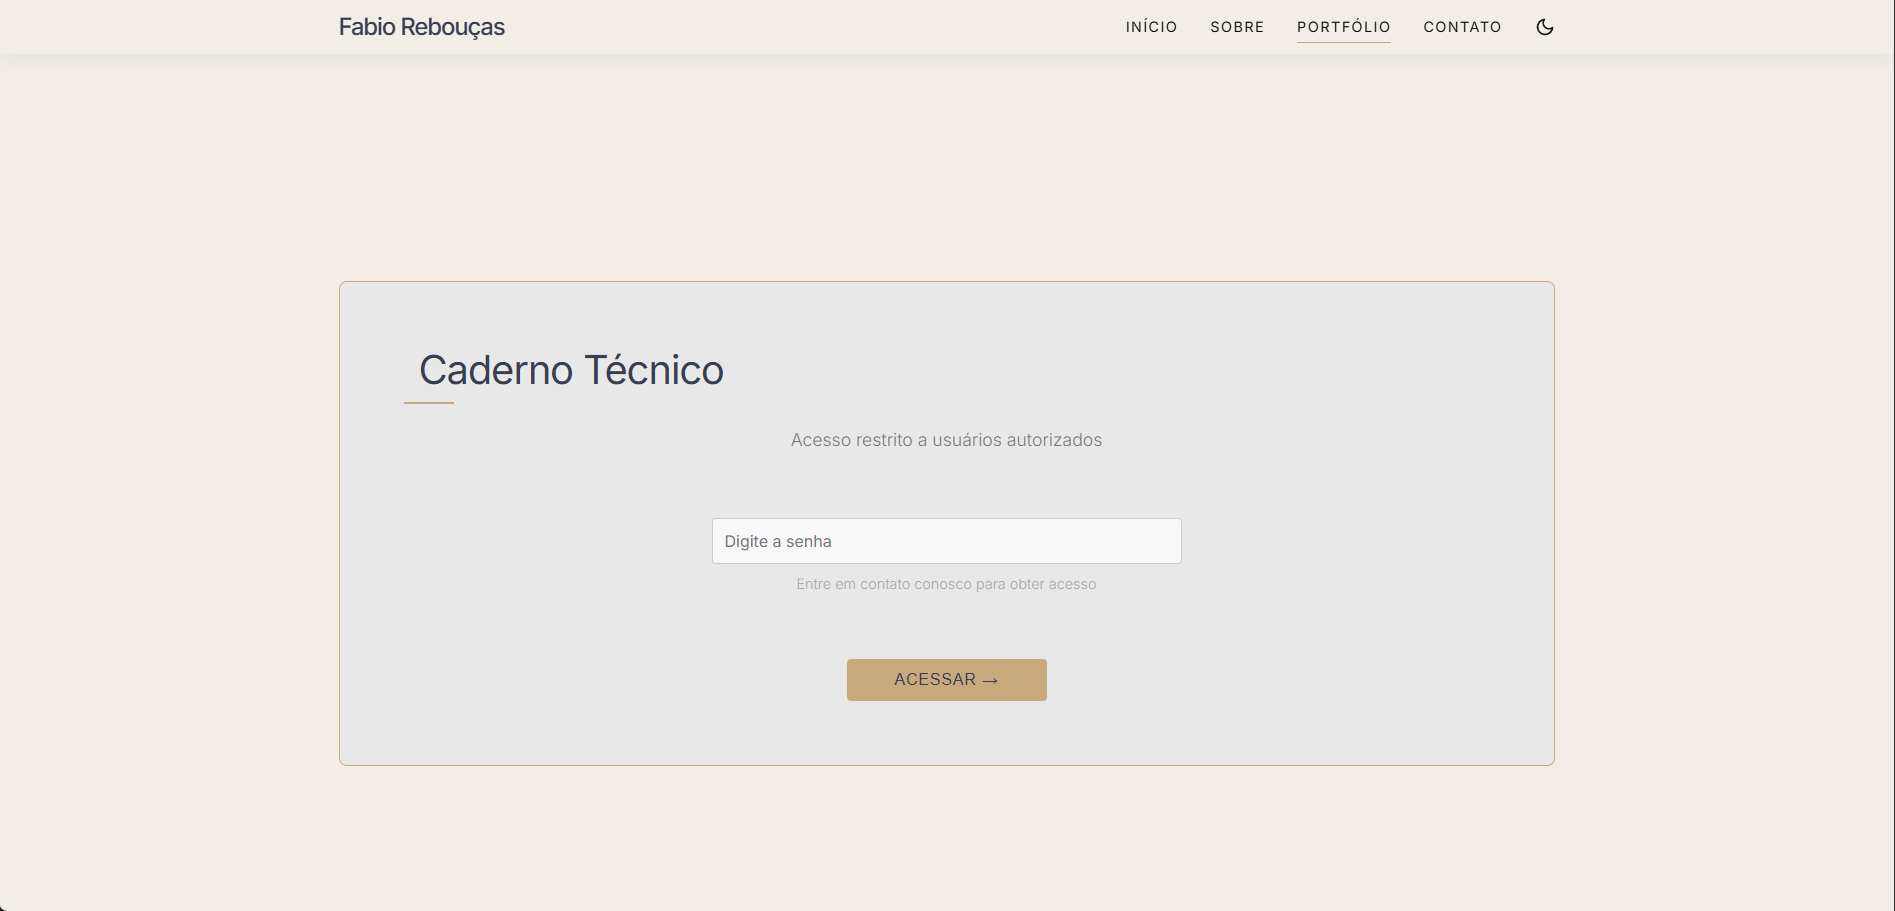 Fabio Rebouças
INÍCIO SOBRE PORTFÓLIO CONTATO
Caderno Técnico
Acesso restrito a usuários autorizados
Digite a senha
Entre em contato conosco para obter acesso
ACESSAR →